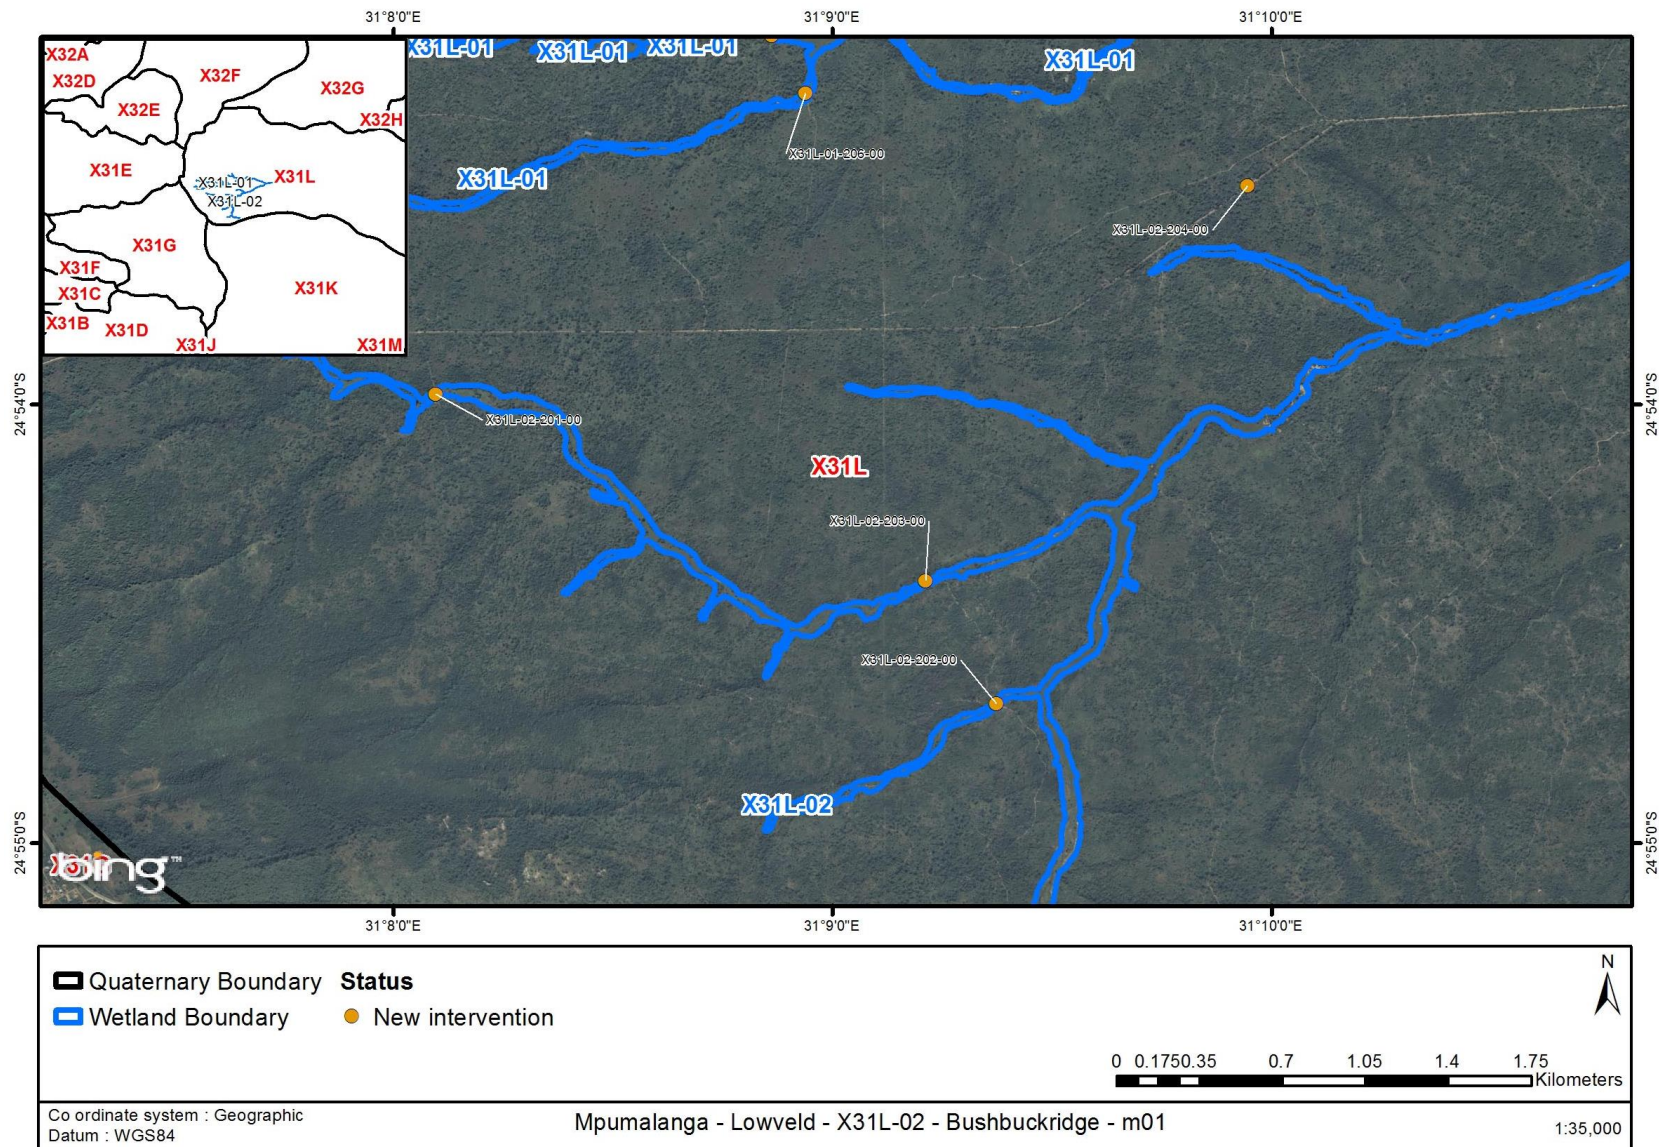 31°8'0"E
31°9'0"E
31°10'0"E
X32A
X32D
X32F
X32G
X32E
X32H
X31E
X31L-01
X31L
X31L-02
X31G
X31F
X31K
X31C
X31B
X31D
X31J
X31M
X31L-01
X31L-01
X31L-01
X31L-01
X31L-01-206-00
X31L-01
X31L-02-204-00
24°54'0"S
24°54'0"S
X31L-02-201-00
X31L
X31L-02-203-00
X31L-02-202-00
X31L-02
24°55'0"S
24°55'0"S
bing™
31°8'0"E
31°9'0"E
31°10'0"E
Quaternary Boundary
Status
Wetland Boundary
New intervention
N
0 0.175 0.35 0.7 1.05 1.4 1.75
Kilometers
Co ordinate system : Geographic
Datum : WGS84
Mpumalanga - Lowveld - X31L-02 - Bushbuckridge - m01
1:35,000